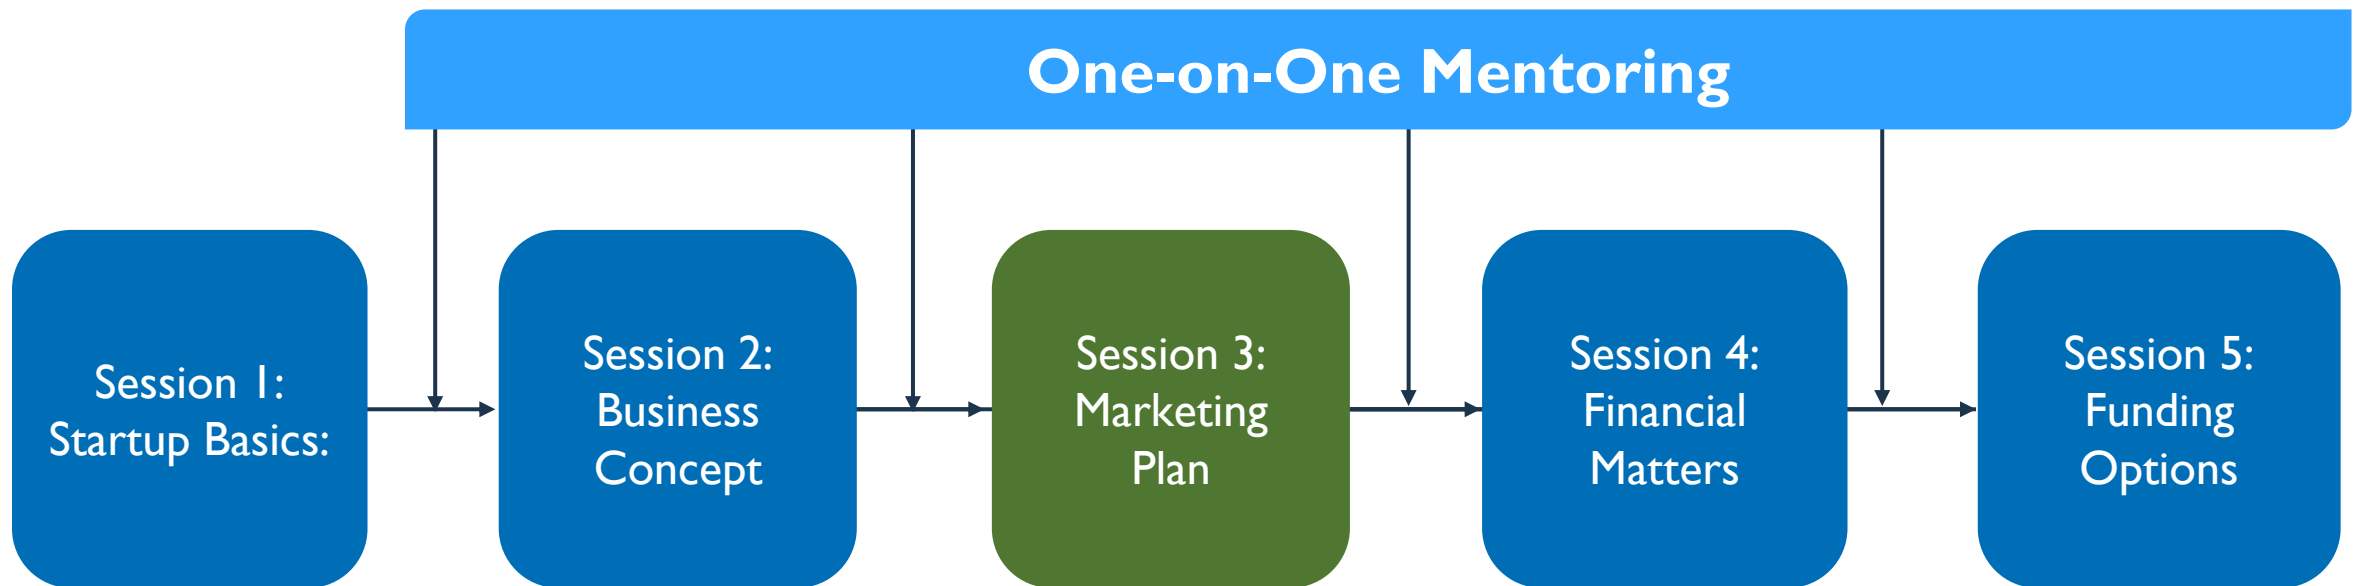 One-on-One Mentoring
Session 1:
Startup Basics:
Session 2:
Business
Concept
Session 3:
Marketing
Plan
Session 4:
Financial
Matters
Session 5:
Funding
Options